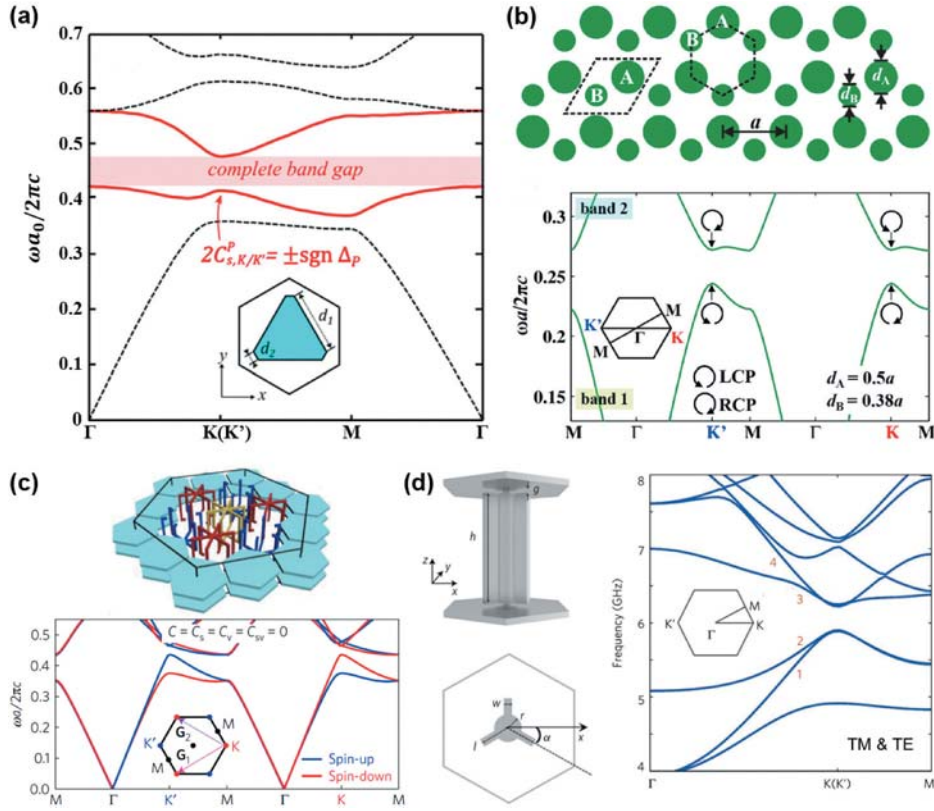 (a)
0.7
0.6
0.5
0.4
0.3
0.2
0.1
0
ωa₀/2πc
complete band gap
2Cᴾs,K/K' = ±sgn Δᴘ
d₁
d₂
y
x
Γ
K(K')
M
Γ
(b)
A
B
A
B
dA
dB
a
band 2
0.3
0.25
0.2
0.15
ωa/2πc
K'
M
Γ
M
K
LCP
RCP
dA = 0.5a
dB = 0.38a
band 1
M
Γ
K'
M
Γ
K
M
(c)
C = Cs = Cv = Csv = 0
0.5
0.4
0.3
0.2
0.1
0.0
ωa/2πc
G₂
G₁
M
K'
K
M
Spin-up
Spin-down
M
Γ
K'
M
Γ
K
M
(d)
g
h
z
y
x
w
r
l
α
x
8
7
6
5
4
Frequency (GHz)
4
3
2
1
K'
M
Γ
K
TM & TE
Γ
K(K')
M